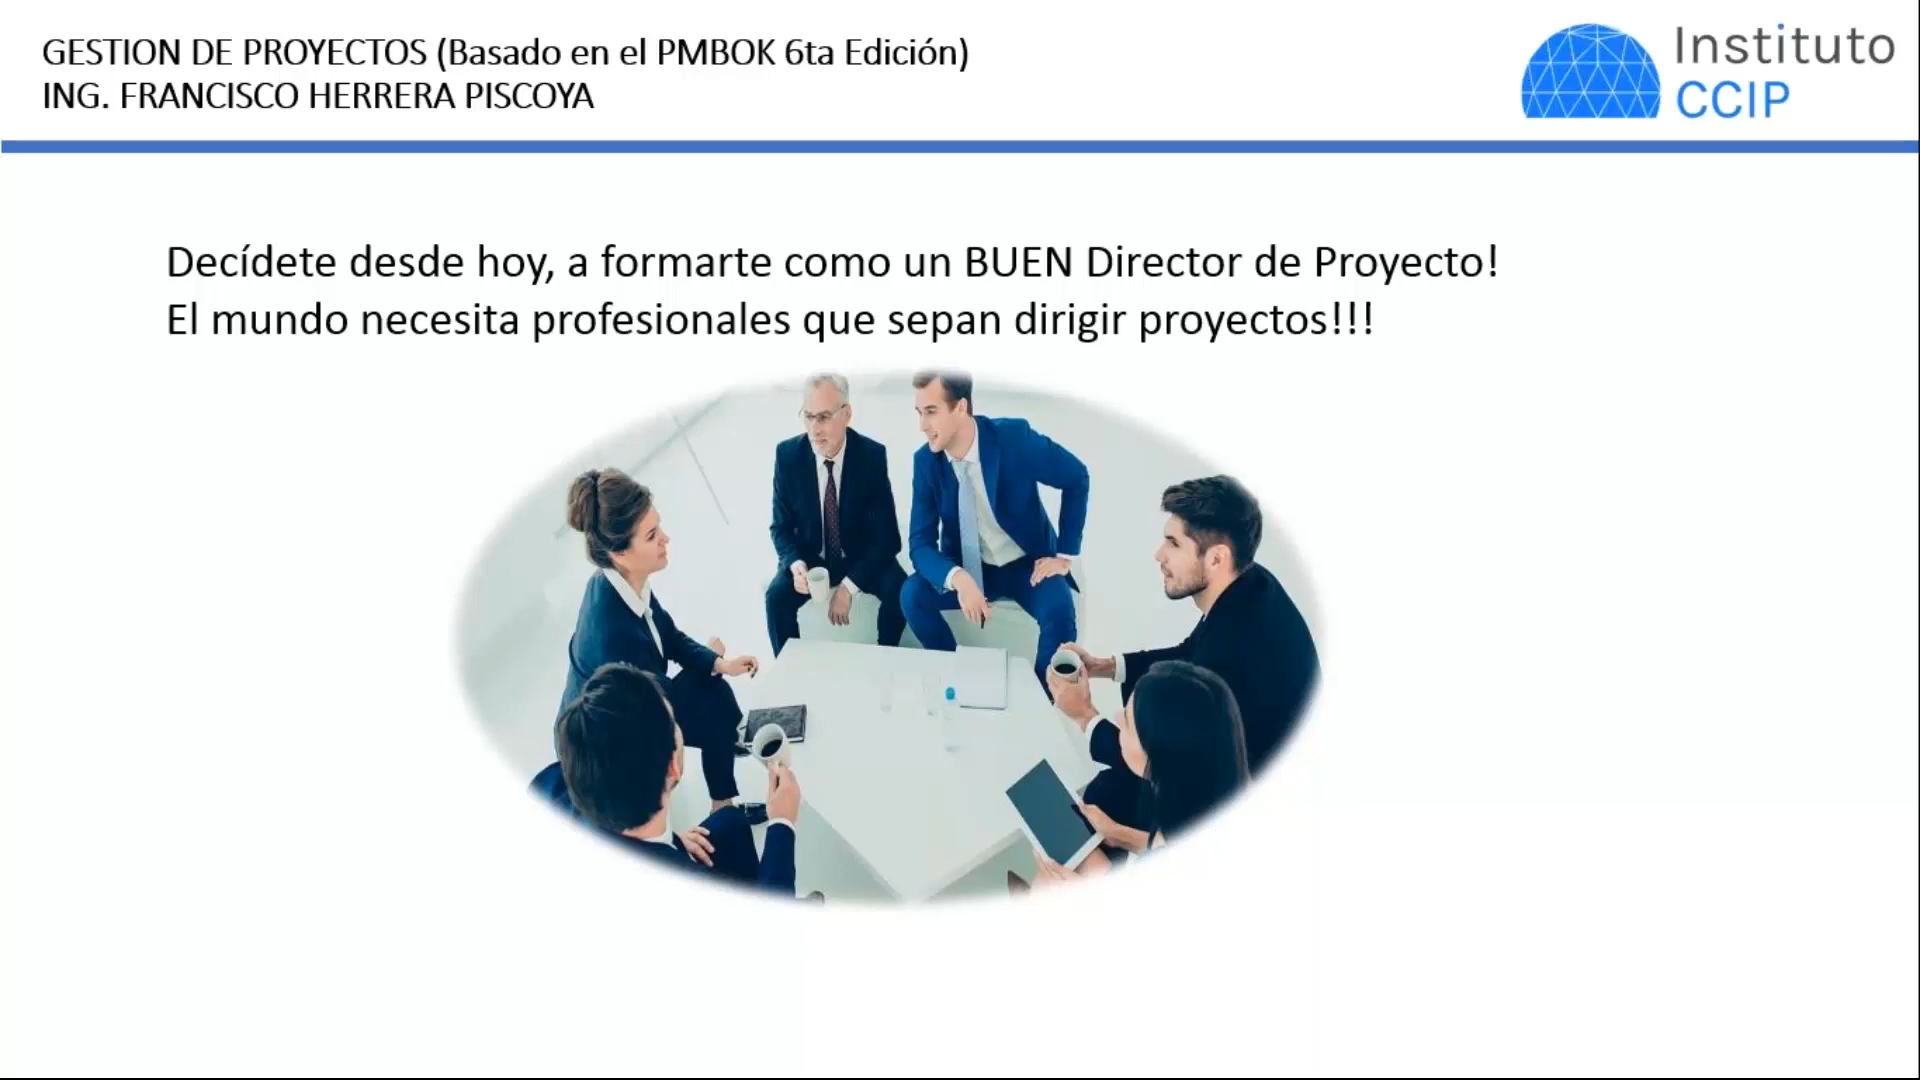 GESTION DE PROYECTOS (Basado en el PMBOK 6ta Edición)
ING. FRANCISCO HERRERA PISCOYA
Instituto
CCIP
Decídete desde hoy, a formarte como un BUEN Director de Proyecto!
El mundo necesita profesionales que sepan dirigir proyectos!!!